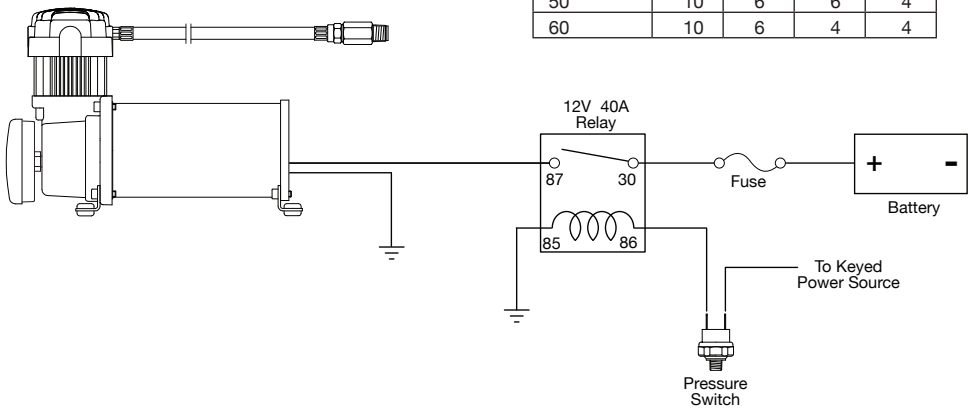 50 10 6 6 4
60 10 6 4 4
12V 40A
Relay
87 30
Fuse
+ -
Battery
85 86
To Keyed
Power Source
Pressure
Switch